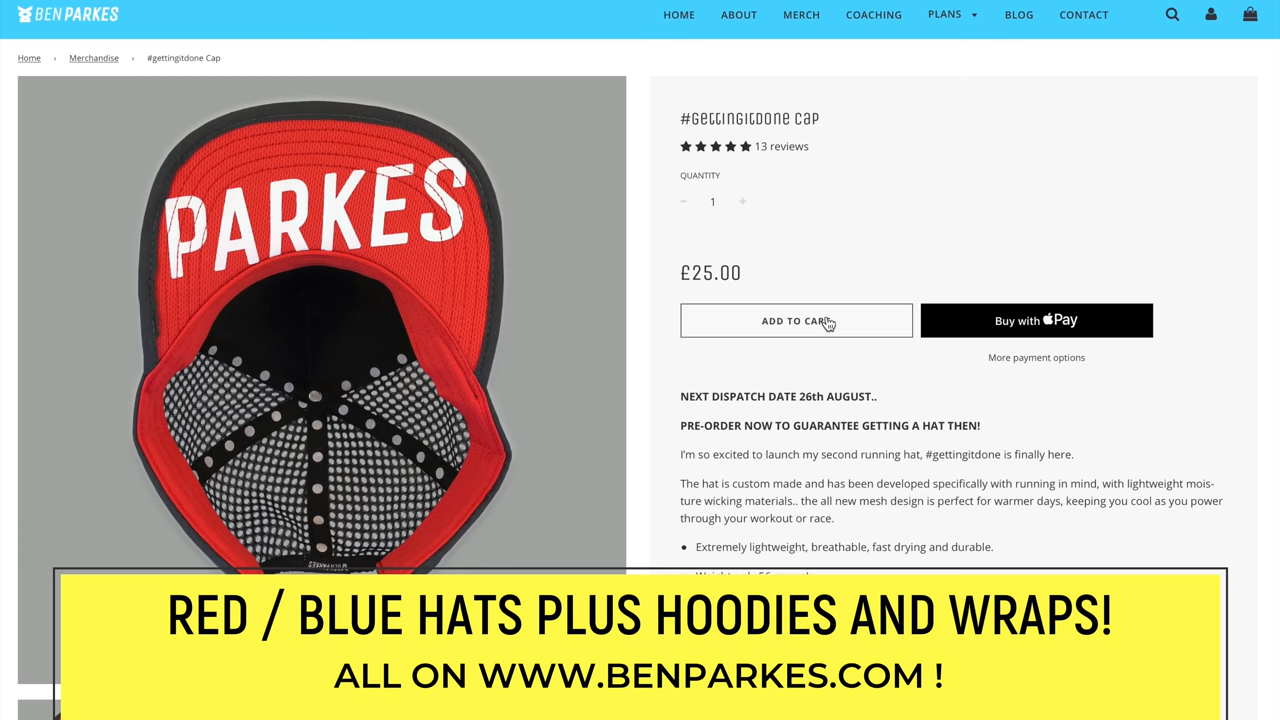 BEN PARKES
HOME ABOUT MERCH COACHING PLANS BLOG CONTACT
Home › Merchandise › #gettingitdone Cap
PARKES
#GettingItDone Cap
13 reviews
QUANTITY
− 1 +
£25.00
ADD TO CART
Buy with Pay
More payment options
NEXT DISPATCH DATE 26th AUGUST..
PRE-ORDER NOW TO GUARANTEE GETTING A HAT THEN!
I'm so excited to launch my second running hat, #gettingitdone is finally here.
The hat is custom made and has been developed specifically with running in mind, with lightweight mois-
ture wicking materials.. the all new mesh design is perfect for warmer days, keeping you cool as you power
through your workout or race.
● Extremely lightweight, breathable, fast drying and durable.
RED / BLUE HATS PLUS HOODIES AND WRAPS!
ALL ON WWW.BENPARKES.COM !